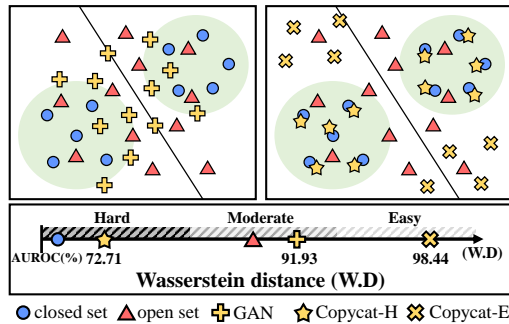 Hard Moderate Easy
AUROC(%) 72.71 91.93 98.44 (W.D)
Wasserstein distance (W.D)
closed set open set GAN Copycat-H Copycat-E